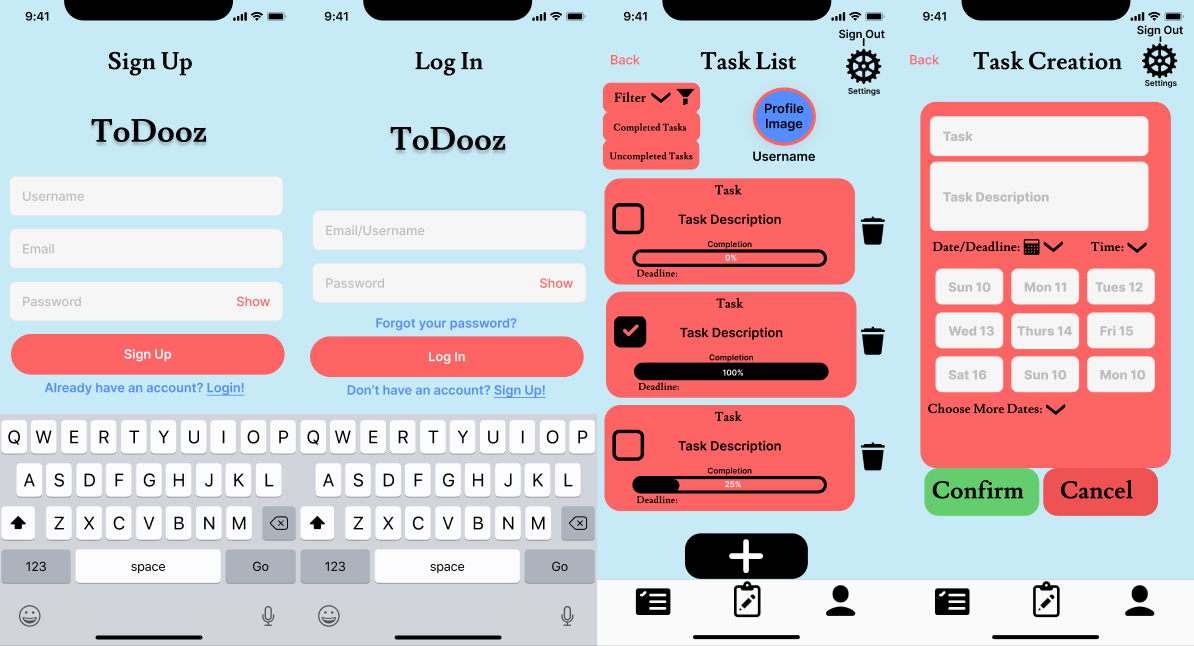 9:41
Sign Up
ToDooz
Username
Email
Password Show
Sign Up
Already have an account? Login!
Q W E R T Y U I O P
A S D F G H J K L
Z X C V B N M
123 space Go
9:41
Log In
ToDooz
Email/Username
Password Show
Forgot your password?
Log In
Don't have an account? Sign Up!
Q W E R T Y U I O P
A S D F G H J K L
Z X C V B N M
123 space Go
9:41
Sign Out
Back Task List
Settings
Filter
Completed Tasks
Uncompleted Tasks
Profile
Image
Username
Task
Task Description
Completion
0%
Deadline:
Task
Task Description
Completion
100%
Deadline:
Task
Task Description
Completion
25%
Deadline:
9:41
Sign Out
Back Task Creation
Settings
Task
Task Description
Date/Deadline: Time:
Sun 10 Mon 11 Tues 12
Wed 13 Thurs 14 Fri 15
Sat 16 Sun 10 Mon 10
Choose More Dates:
Confirm Cancel